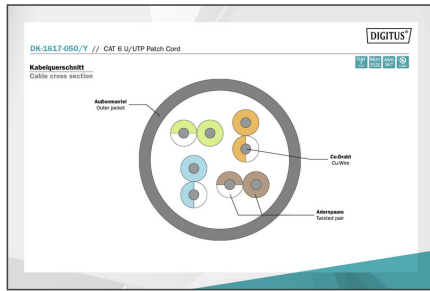 DIGITUS®
DK-1617-050/Y // CAT 6 U/UTP Patch Cord
Kabelquerschnitt
Cable cross section
Außenmantel
Outer jacket
Cu-Draht
Cu-Wire
Adernpaare
Twisted pair